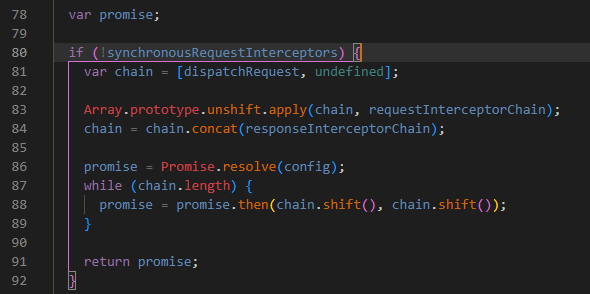 78 var promise;
79
80 if (!synchronousRequestInterceptors) {
81 var chain = [dispatchRequest, undefined];
82
83 Array.prototype.unshift.apply(chain, requestInterceptorChain);
84 chain = chain.concat(responseInterceptorChain);
85
86 promise = Promise.resolve(config);
87 while (chain.length) {
88 promise = promise.then(chain.shift(), chain.shift());
89 }
90
91 return promise;
92 }